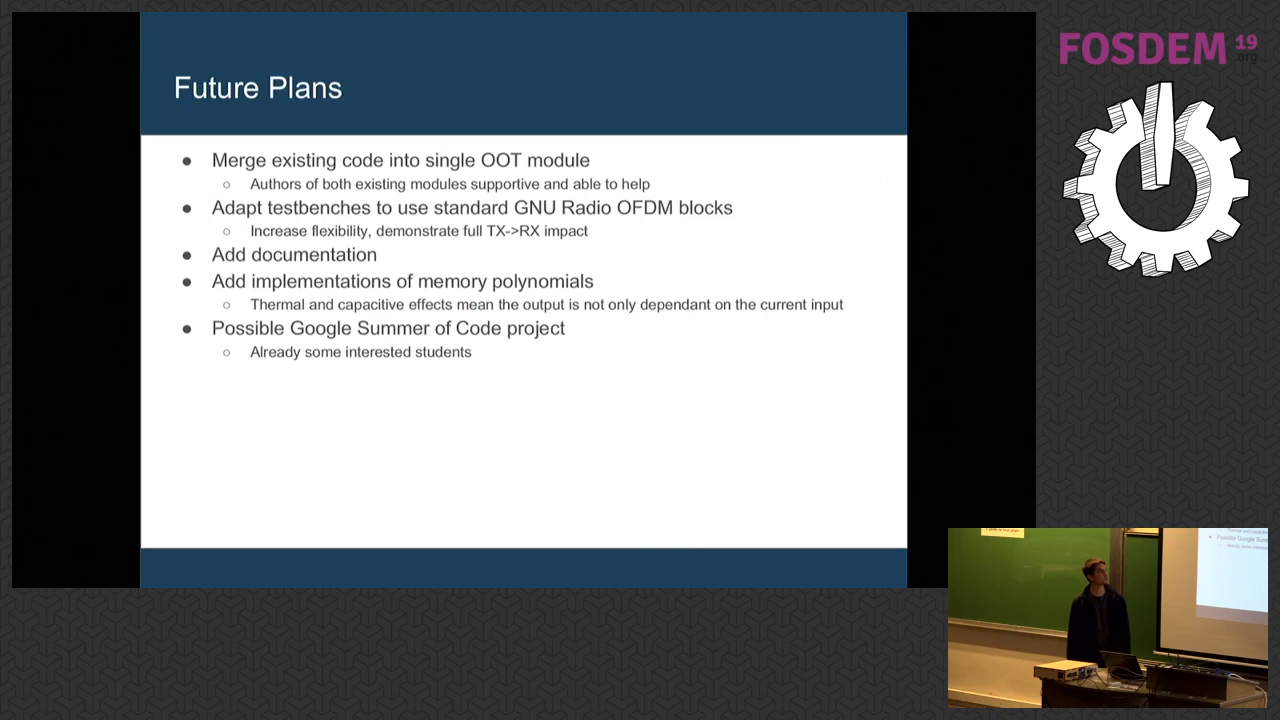 Future Plans
● Merge existing code into single OOT module
○ Authors of both existing modules supportive and able to help
● Adapt testbenches to use standard GNU Radio OFDM blocks
○ Increase flexibility, demonstrate full TX->RX impact
● Add documentation
● Add implementations of memory polynomials
○ Thermal and capacitive effects mean the output is not only dependant on the current input
● Possible Google Summer of Code project
○ Already some interested students
FOSDEM 19
.org